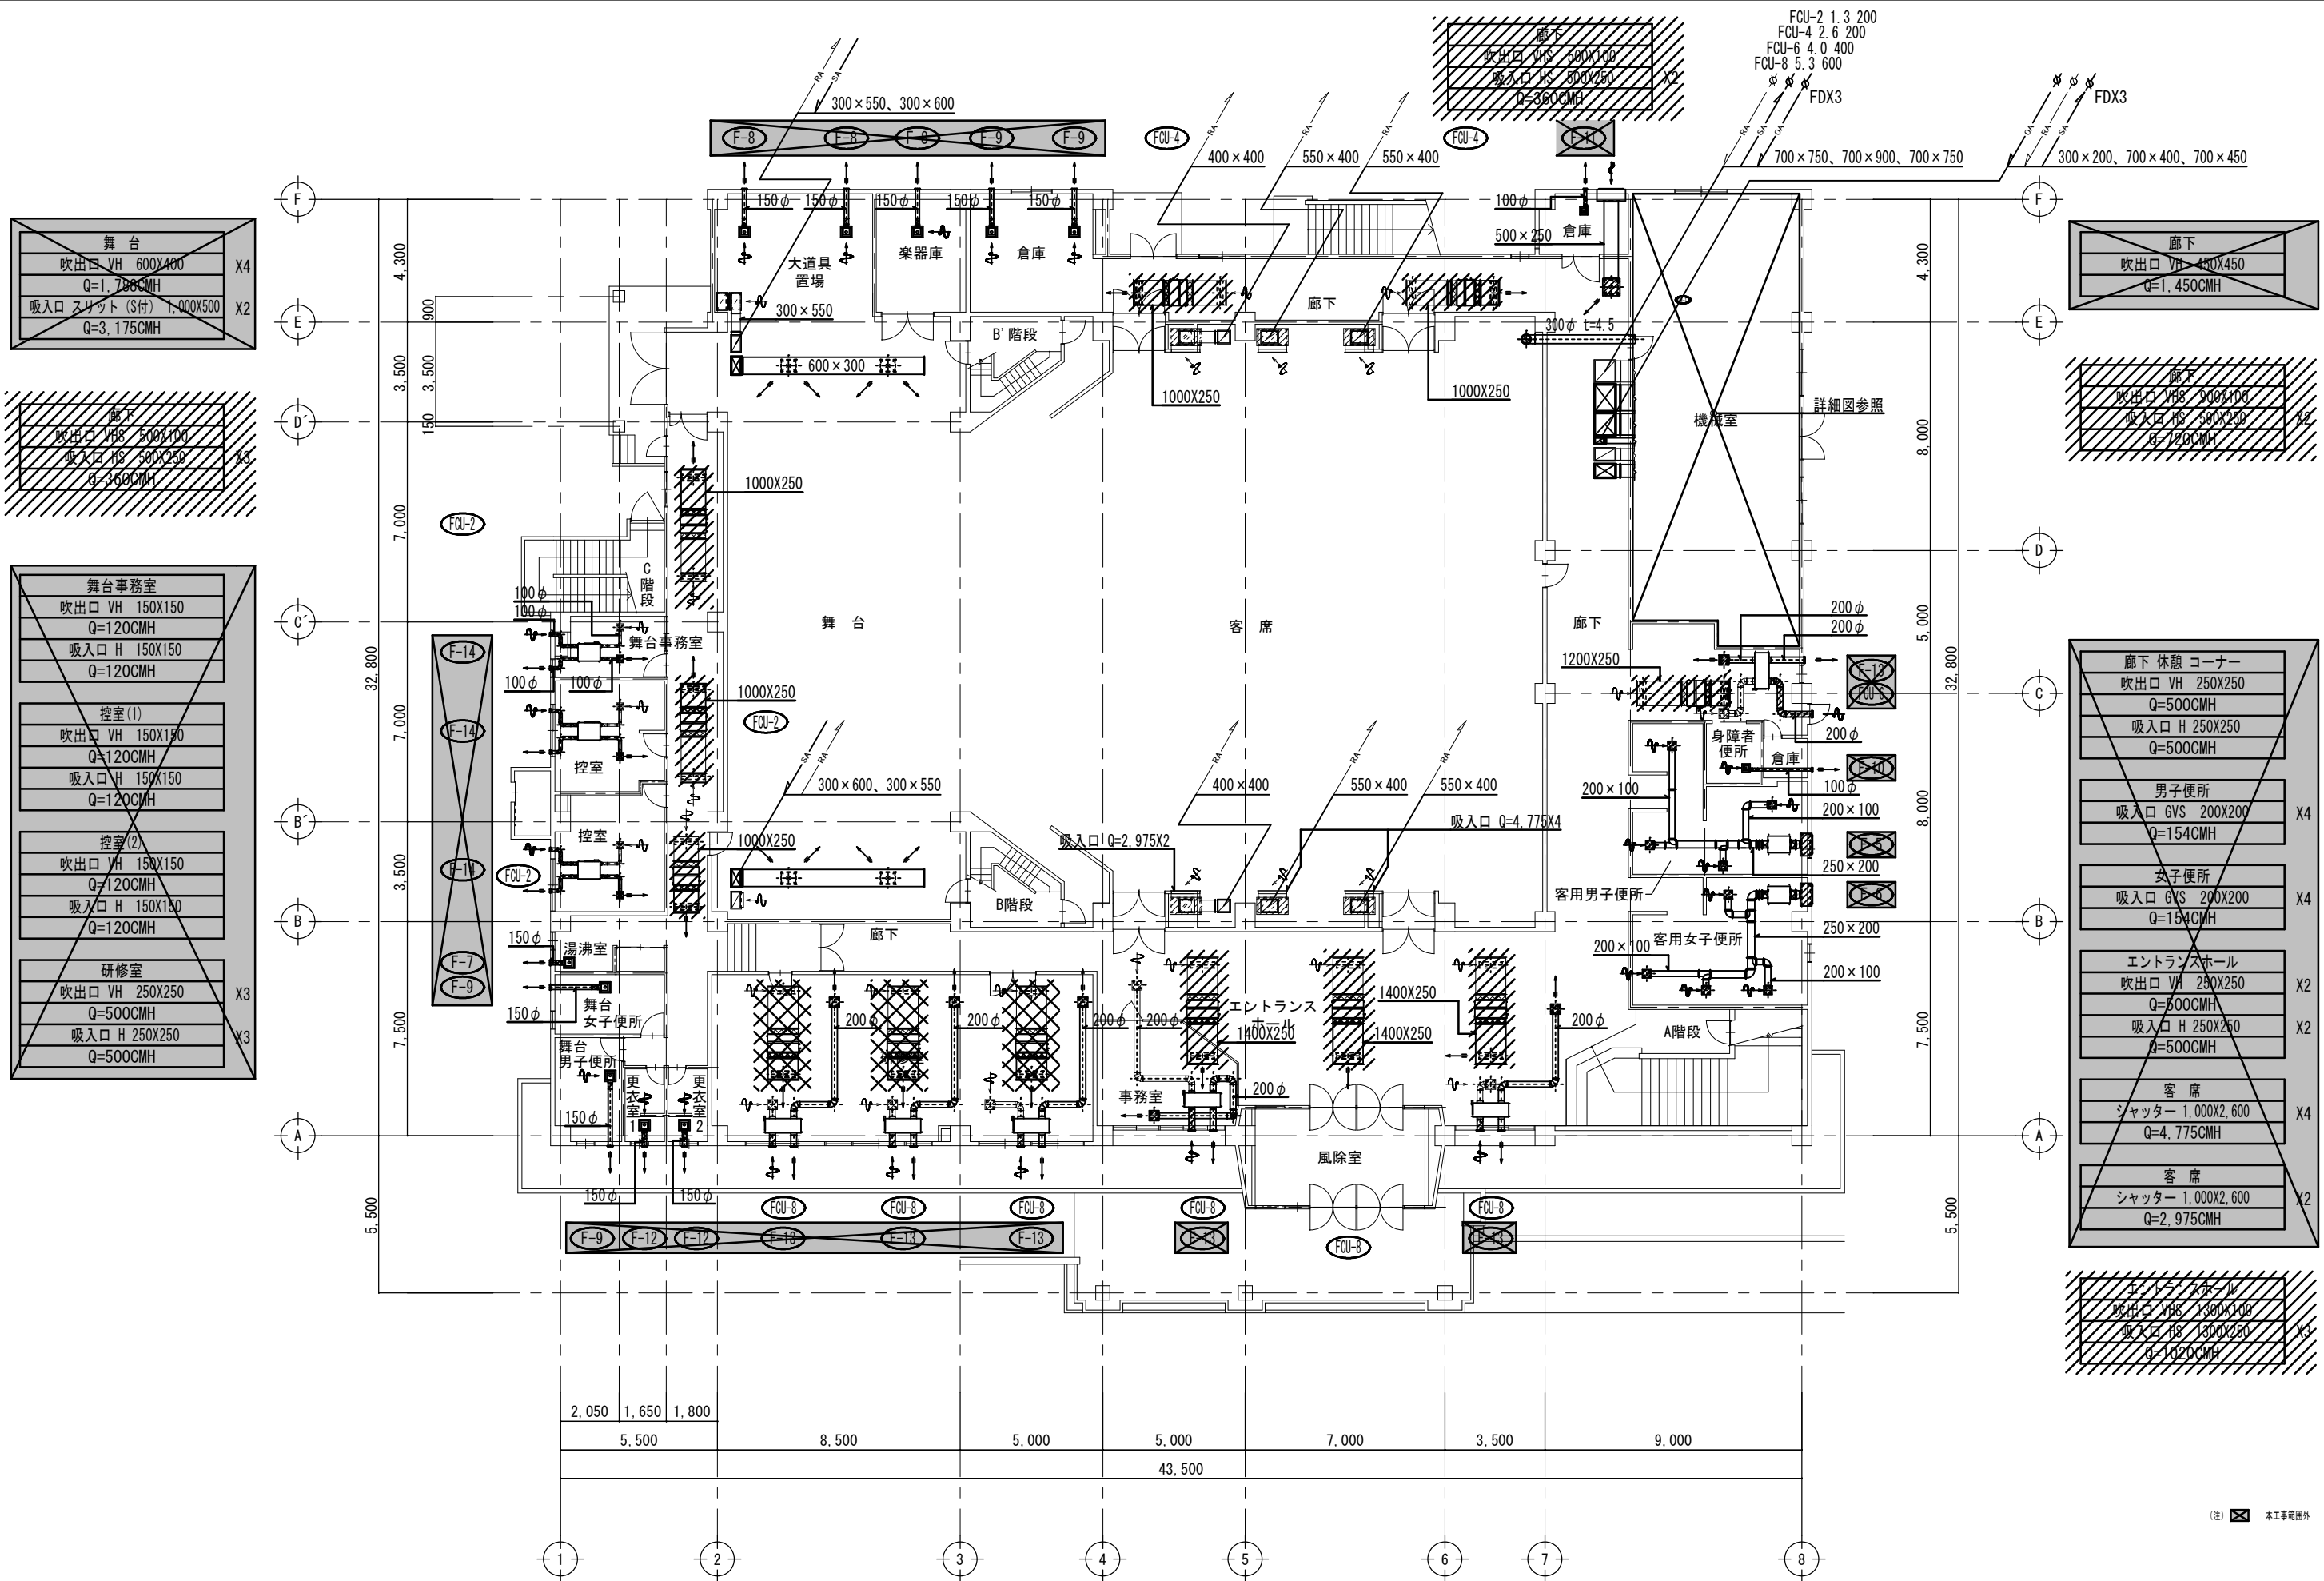 FCU-2 1.3 200
FCU-4 2.6 200
FCU-6 4.0 400
FCU-8 5.3 600
廊下
吹出口 VHS 500X100
吸入口 HS 500X250 X2
Q=360CMH
RA
SA
300×550、300×600
F-8
F-8
F-8
F-9
F-9
FCU-4
RA
RA
RA
400×400
550×400
550×400
FCU-4
F-11
RA
SA
OA
φ φ φ
FDX3
700×750、700×900、700×750
OA
RA
SA
φ φ φ
FDX3
300×200、700×400、700×450
F
F
150φ
150φ
150φ
150φ
150φ
100φ
500×250
倉庫
大道具
置場
楽器庫
倉庫
廊下
舞 台
吹出口 VH 600X400 X4
Q=1,780CMH
吸入口 スリット (S付) 1,000X500 X2
Q=3,175CMH
廊下
吹出口 VH 450X450
Q=1,450CMH
4,300
900
3,500
3,500
150
4,300
E
E
300×550
600×300
B'階段
300φ t=4.5
1000X250
1000X250
機械室
詳細図参照
D´
8,000
廊下
吹出口 VHS 500X100
吸入口 HS 500X250 X3
Q=360CMH
廊下
吹出口 VHS 900X100
吸入口 HS 500X250 X2
Q=720CMH
1000X250
FCU-2
7,000
D
C
階
段
舞台事務室
吹出口 VH 150X150
Q=120CMH
吸入口 H 150X150
Q=120CMH
控室(1)
吹出口 VH 150X150
Q=120CMH
吸入口 H 150X150
Q=120CMH
控室(2)
吹出口 VH 150X150
Q=120CMH
吸入口 H 150X150
Q=120CMH
研修室
吹出口 VH 250X250 X3
Q=500CMH
吸入口 H 250X250 X3
Q=500CMH
C´
100φ
100φ
舞台事務室
100φ
100φ
F-14
F-14
F-14
F-7
F-9
32,800
7,000
3,500
7,500
5,500
舞 台
客 席
廊下
200φ
200φ
1200X250
F-13
FCU-6
5,000
32,800
C
1000X250
FCU-2
控室
身障者
便所
200φ
倉庫
F-10
100φ
廊下 休憩 コーナー
吹出口 VH 250X250
Q=500CMH
吸入口 H 250X250
Q=500CMH
男子便所
吸入口 GVS 200X200 X4
Q=154CMH
女子便所
吸入口 GVS 200X200 X4
Q=154CMH
エントランスホール
吹出口 VH 250X250 X2
Q=500CMH
吸入口 H 250X250 X2
Q=500CMH
客 席
シャッター 1,000X2,600 X4
Q=4,775CMH
客 席
シャッター 1,000X2,600 X2
Q=2,975CMH
エントランスホール
吹出口 VHS 1300X100
吸入口 HS 1300X250 X3
Q=1020CMH
SA
RA
300×600、300×550
RA
RA
RA
400×400
550×400
550×400
200×100
200×100
8,000
B´
控室
1000X250
吸入口 Q=2,975X2
吸入口 Q=4,775X4
F-5
250×200
FCU-2
B階段
客用男子便所
B
B
150φ
湯沸室
廊下
客用女子便所
200×100
250×200
200×100
150φ
舞台
女子便所
舞台
男子便所
200φ
200φ
200φ
200φ
エントランス
ホール
1400X250
1400X250
1400X250
200φ
A階段
7,500
更
衣
室
1
更
衣
室
2
事務室
200φ
150φ
A
A
風除室
150φ
150φ
FCU-8
FCU-8
FCU-8
FCU-8
FCU-8
F-9
F-12
F-12
F-13
F-13
F-13
F-13
FCU-8
F-13
5,500
2,050
1,650
1,800
5,500
8,500
5,000
5,000
7,000
3,500
9,000
43,500
(注) 本工事範囲外
1
2
3
4
5
6
7
8